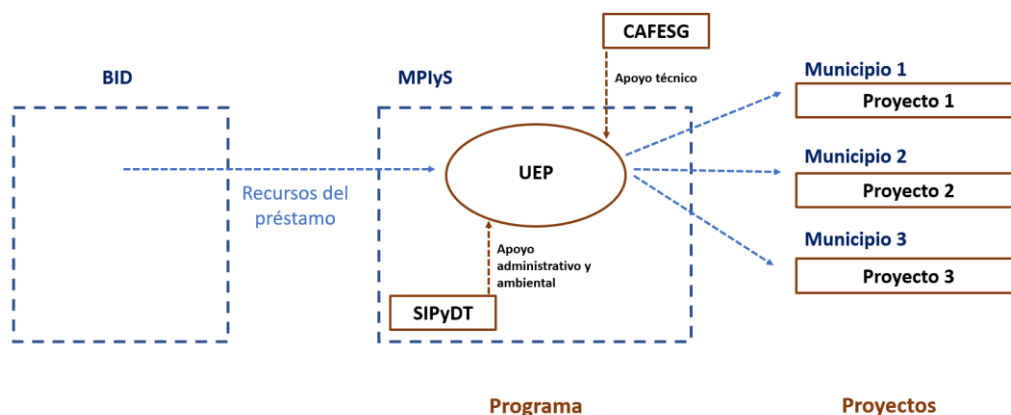 CAFESG
BID
MPIyS
Apoyo técnico
Municipio 1
Proyecto 1
UEP
Recursos del
préstamo
Municipio 2
Proyecto 2
Apoyo
administrativo y
ambiental
SIPyDT
Municipio 3
Proyecto 3
Programa
Proyectos